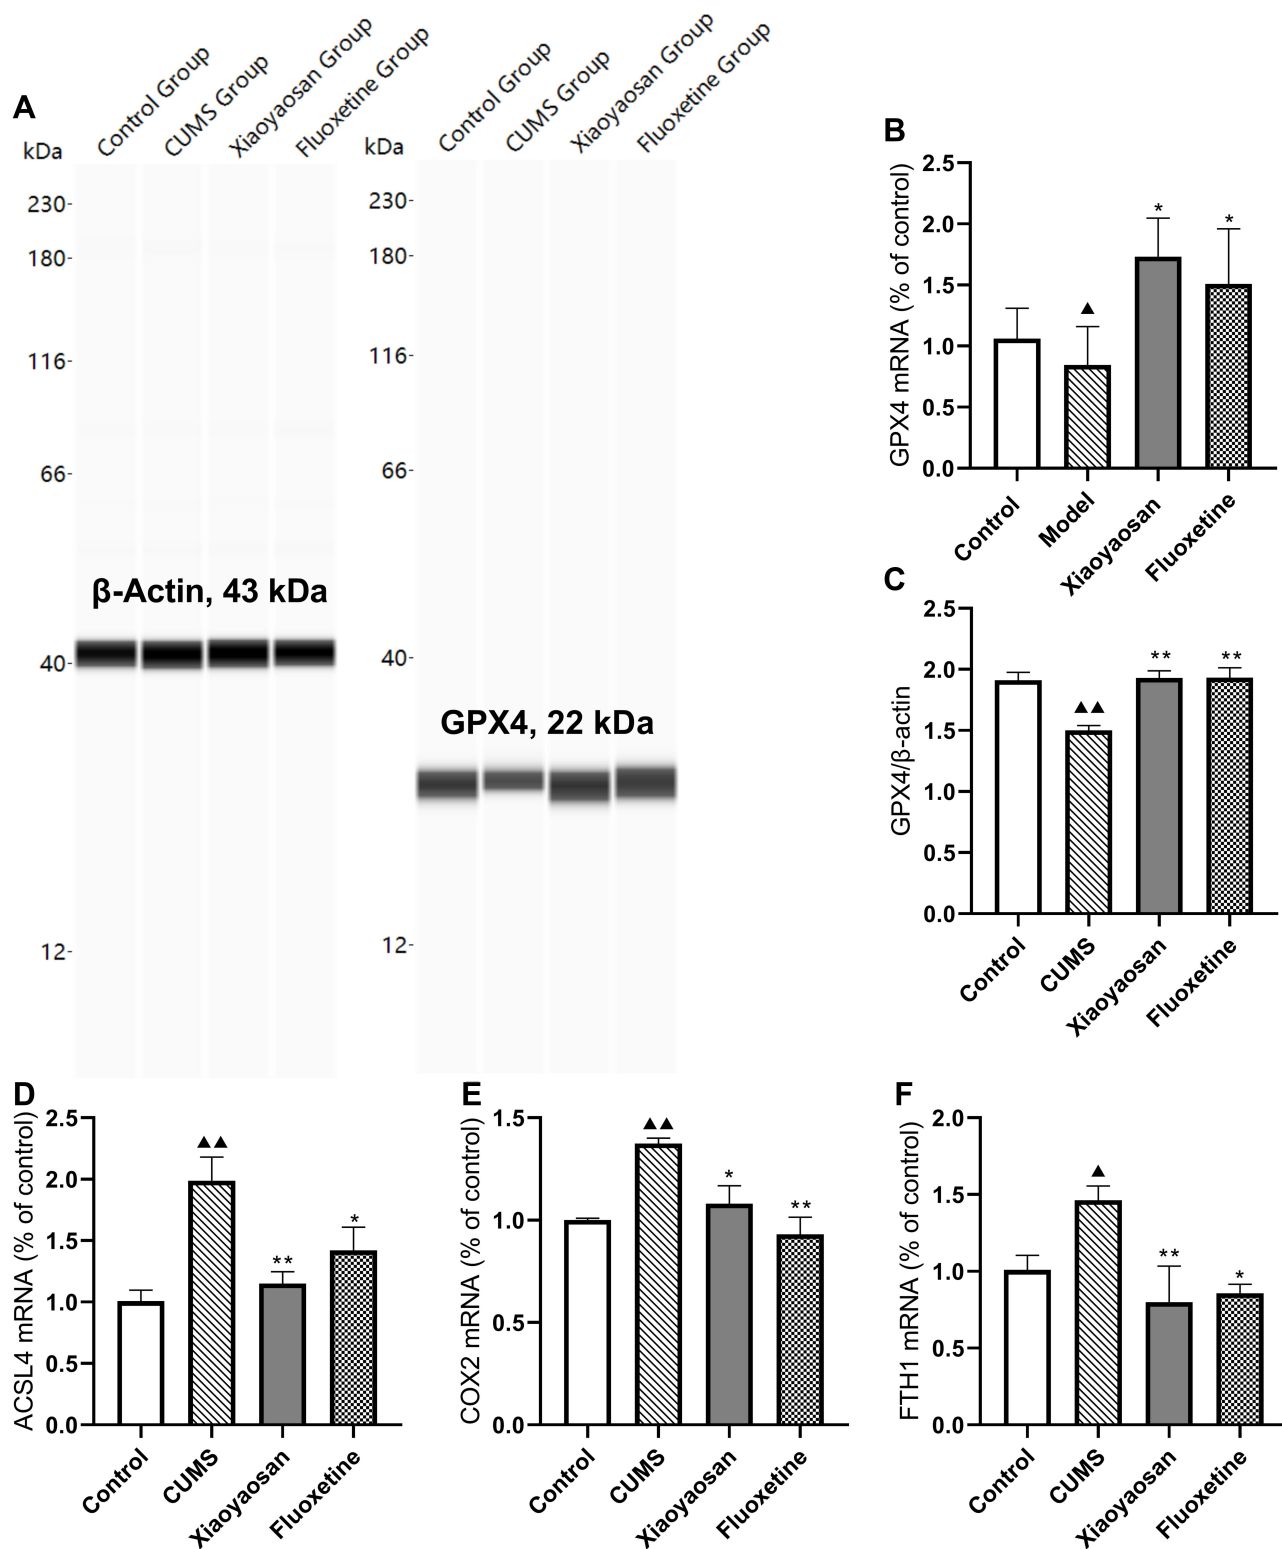 A
kDa
Control Group
CUMS Group
Xiaoyaosan Group
Fluoxetine Group
230-
180-
116-
66-
β-Actin, 43 kDa
40-
12-
kDa
Control Group
CUMS Group
Xiaoyaosan Group
Fluoxetine Group
230-
180-
116-
66-
40-
GPX4, 22 kDa
12-
B
GPX4 mRNA (% of control)
2.5
2.0
1.5
1.0
0.5
0.0
▲
*
*
Control
Model
Xiaoyaosan
Fluoxetine
C
GPX4/β-actin
2.5
2.0
1.5
1.0
0.5
0.0
▲▲
**
**
Control
CUMS
Xiaoyaosan
Fluoxetine
D
ACSL4 mRNA (% of control)
2.5
2.0
1.5
1.0
0.5
0.0
▲▲
**
*
Control
CUMS
Xiaoyaosan
Fluoxetine
E
COX2 mRNA (% of control)
1.5
1.0
0.5
0.0
▲▲
*
**
Control
CUMS
Xiaoyaosan
Fluoxetine
F
FTH1 mRNA (% of control)
2.0
1.5
1.0
0.5
0.0
▲
**
*
Control
CUMS
Xiaoyaosan
Fluoxetine